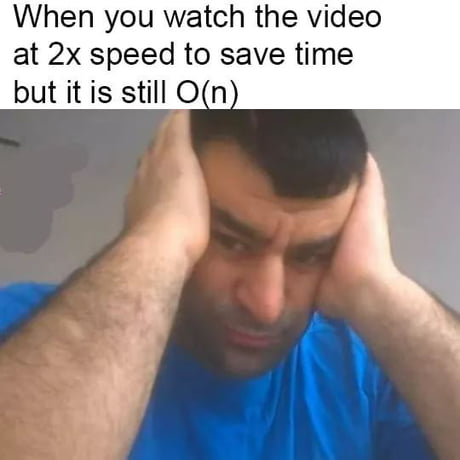 When you watch the video
at 2x speed to save time
but it is still O(n)